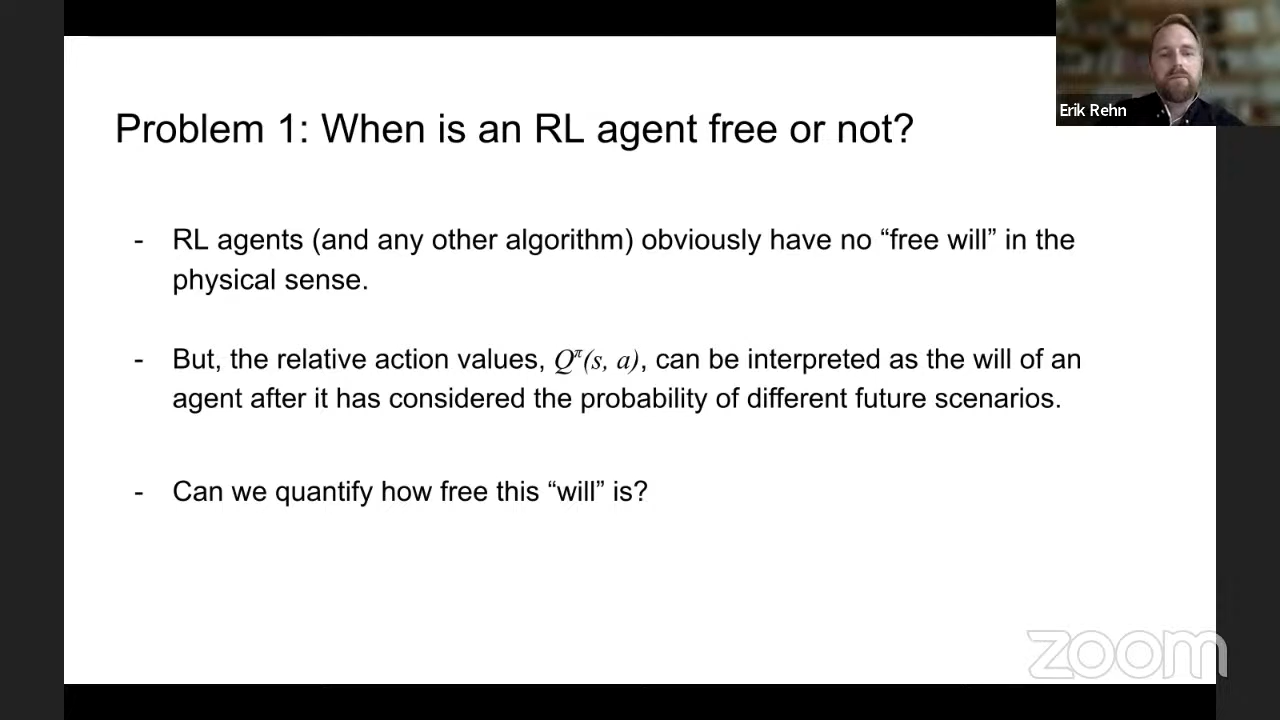 Erik Rehn
Problem 1: When is an RL agent free or not?
- RL agents (and any other algorithm) obviously have no “free will” in the
physical sense.
- But, the relative action values, Qπ(s, a), can be interpreted as the will of an
agent after it has considered the probability of different future scenarios.
- Can we quantify how free this “will” is?
zoom